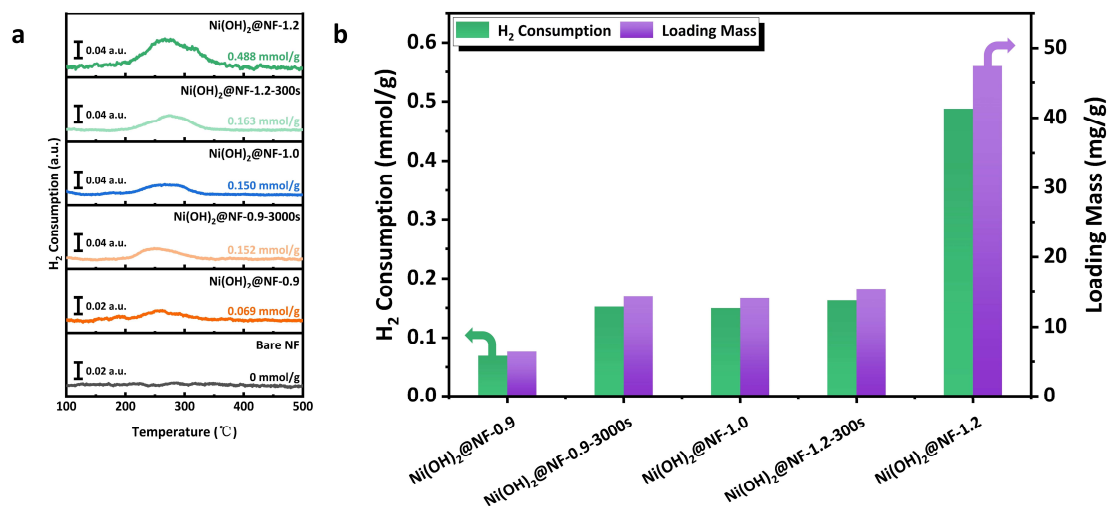 a
Ni(OH)₂@NF-1.2
0.04 a.u.
0.488 mmol/g
Ni(OH)₂@NF-1.2-300s
0.04 a.u.
0.163 mmol/g
Ni(OH)₂@NF-1.0
0.04 a.u.
0.150 mmol/g
Ni(OH)₂@NF-0.9-3000s
0.04 a.u.
0.152 mmol/g
Ni(OH)₂@NF-0.9
0.02 a.u.
0.069 mmol/g
Bare NF
0.02 a.u.
0 mmol/g
H₂ Consumption (a.u.)
100 200 300 400 500
Temperature (℃)
b
H₂ Consumption Loading Mass
H₂ Consumption (mmol/g)
0.6
0.5
0.4
0.3
0.2
0.1
0.0
50
40
30
20
10
0
Loading Mass (mg/g)
Ni(OH)₂@NF-0.9
Ni(OH)₂@NF-0.9-3000s
Ni(OH)₂@NF-1.0
Ni(OH)₂@NF-1.2-300s
Ni(OH)₂@NF-1.2